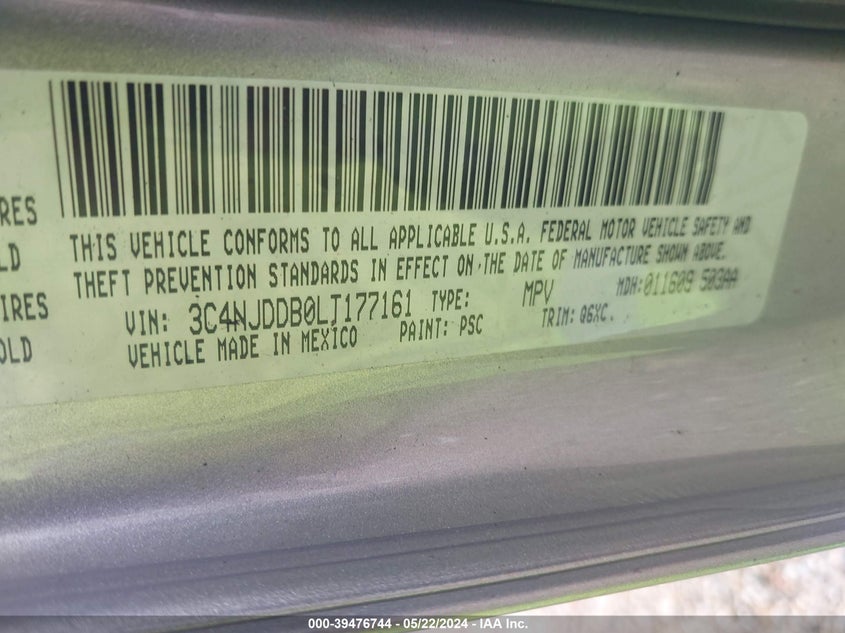 RES
LD
IRES
OLD
THIS VEHICLE CONFORMS TO ALL APPLICABLE U.S.A. FEDERAL MOTOR VEHICLE SAFETY AND
THEFT PREVENTION STANDARDS IN EFFECT ON THE DATE OF MANUFACTURE SHOWN ABOVE.
VIN: 3C4NJDDB0LT177161 TYPE: MPV MDH:011609 503AA
VEHICLE MADE IN MEXICO PAINT: PSC TRIM: Q6XC.
000-39476744 - 05/22/2024 - IAA Inc.